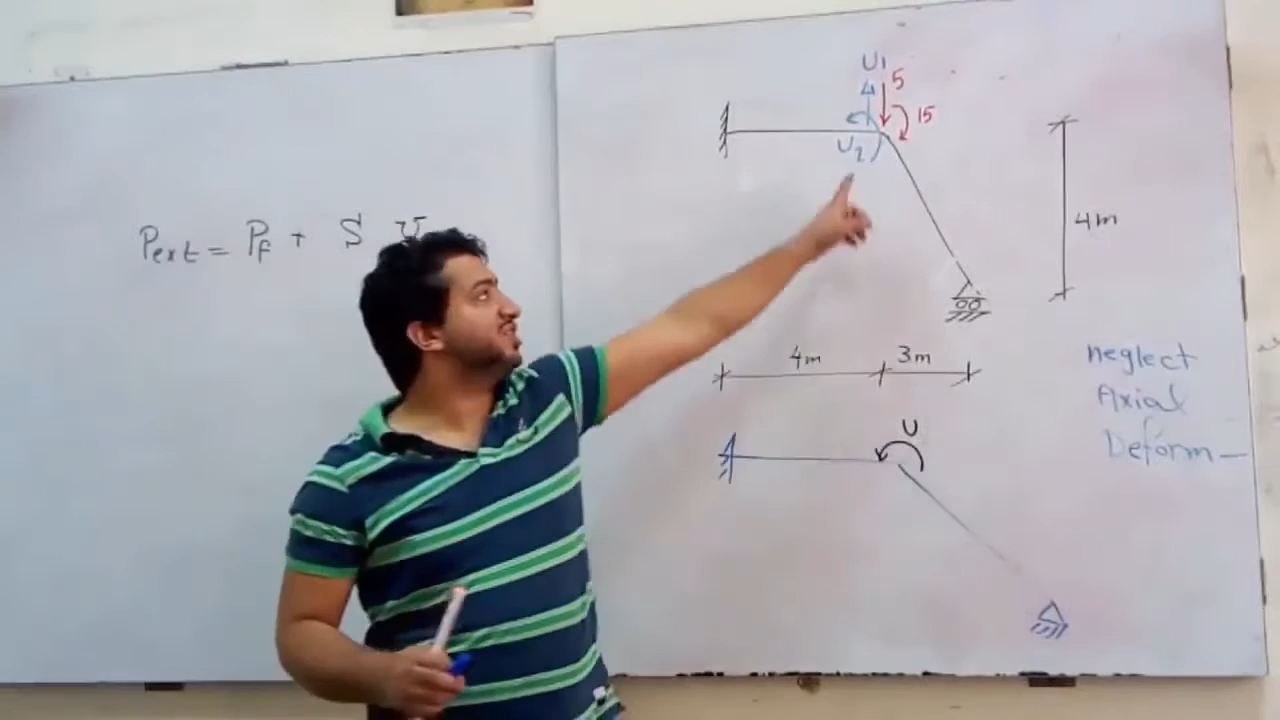 Pext = Pf + S U
U1
5
15
U2
4m
4m
3m
U
neglect
Axial
Deform